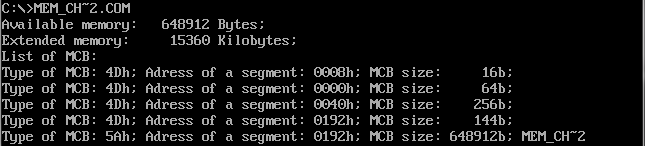 C:\>MEM_CH~2.COM
Available memory:   648912 Bytes;
Extended memory:     15360 Kilobytes;
List of MCB:
Type of MCB: 4Dh; Adress of a segment: 0008h; MCB size:     16b;
Type of MCB: 4Dh; Adress of a segment: 0000h; MCB size:     64b;
Type of MCB: 4Dh; Adress of a segment: 0040h; MCB size:    256b;
Type of MCB: 4Dh; Adress of a segment: 0192h; MCB size:    144b;
Type of MCB: 5Ah; Adress of a segment: 0192h; MCB size: 648912b; MEM_CH~2